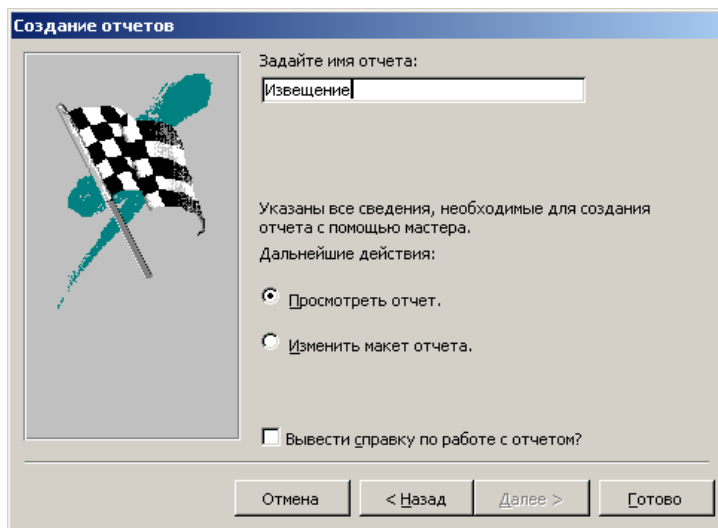 Создание отчетов
Задайте имя отчета:
Извещение
Указаны все сведения, необходимые для создания
отчета с помощью мастера.
Дальнейшие действия:
Просмотреть отчет.
Изменить макет отчета.
Вывести справку по работе с отчетом?
Отмена
< Назад
Далее >
Готово